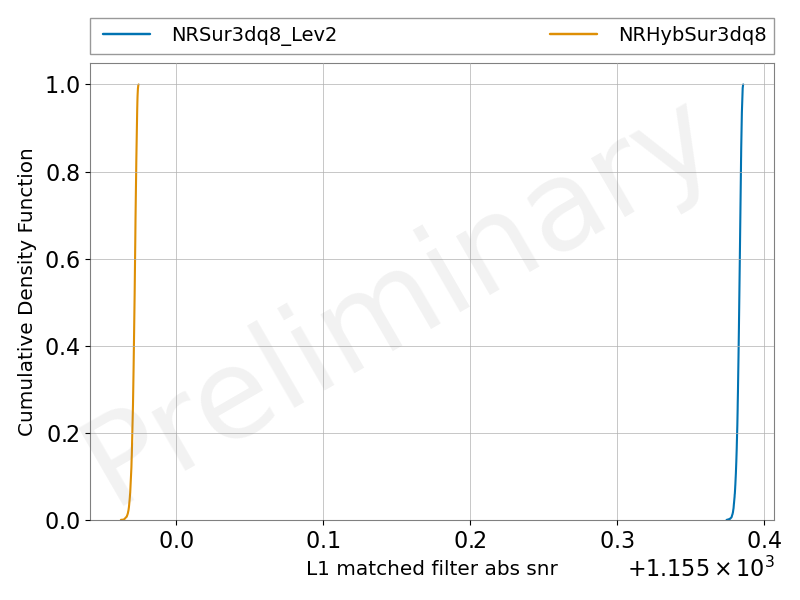 NRSur3dq8_Lev2 NRHybSur3dq8
1.0
0.8
0.6
0.4
0.2
0.0
Cumulative Density Function
Preliminary
0.0 0.1 0.2 0.3 0.4
L1 matched filter abs snr
+1.155×10³